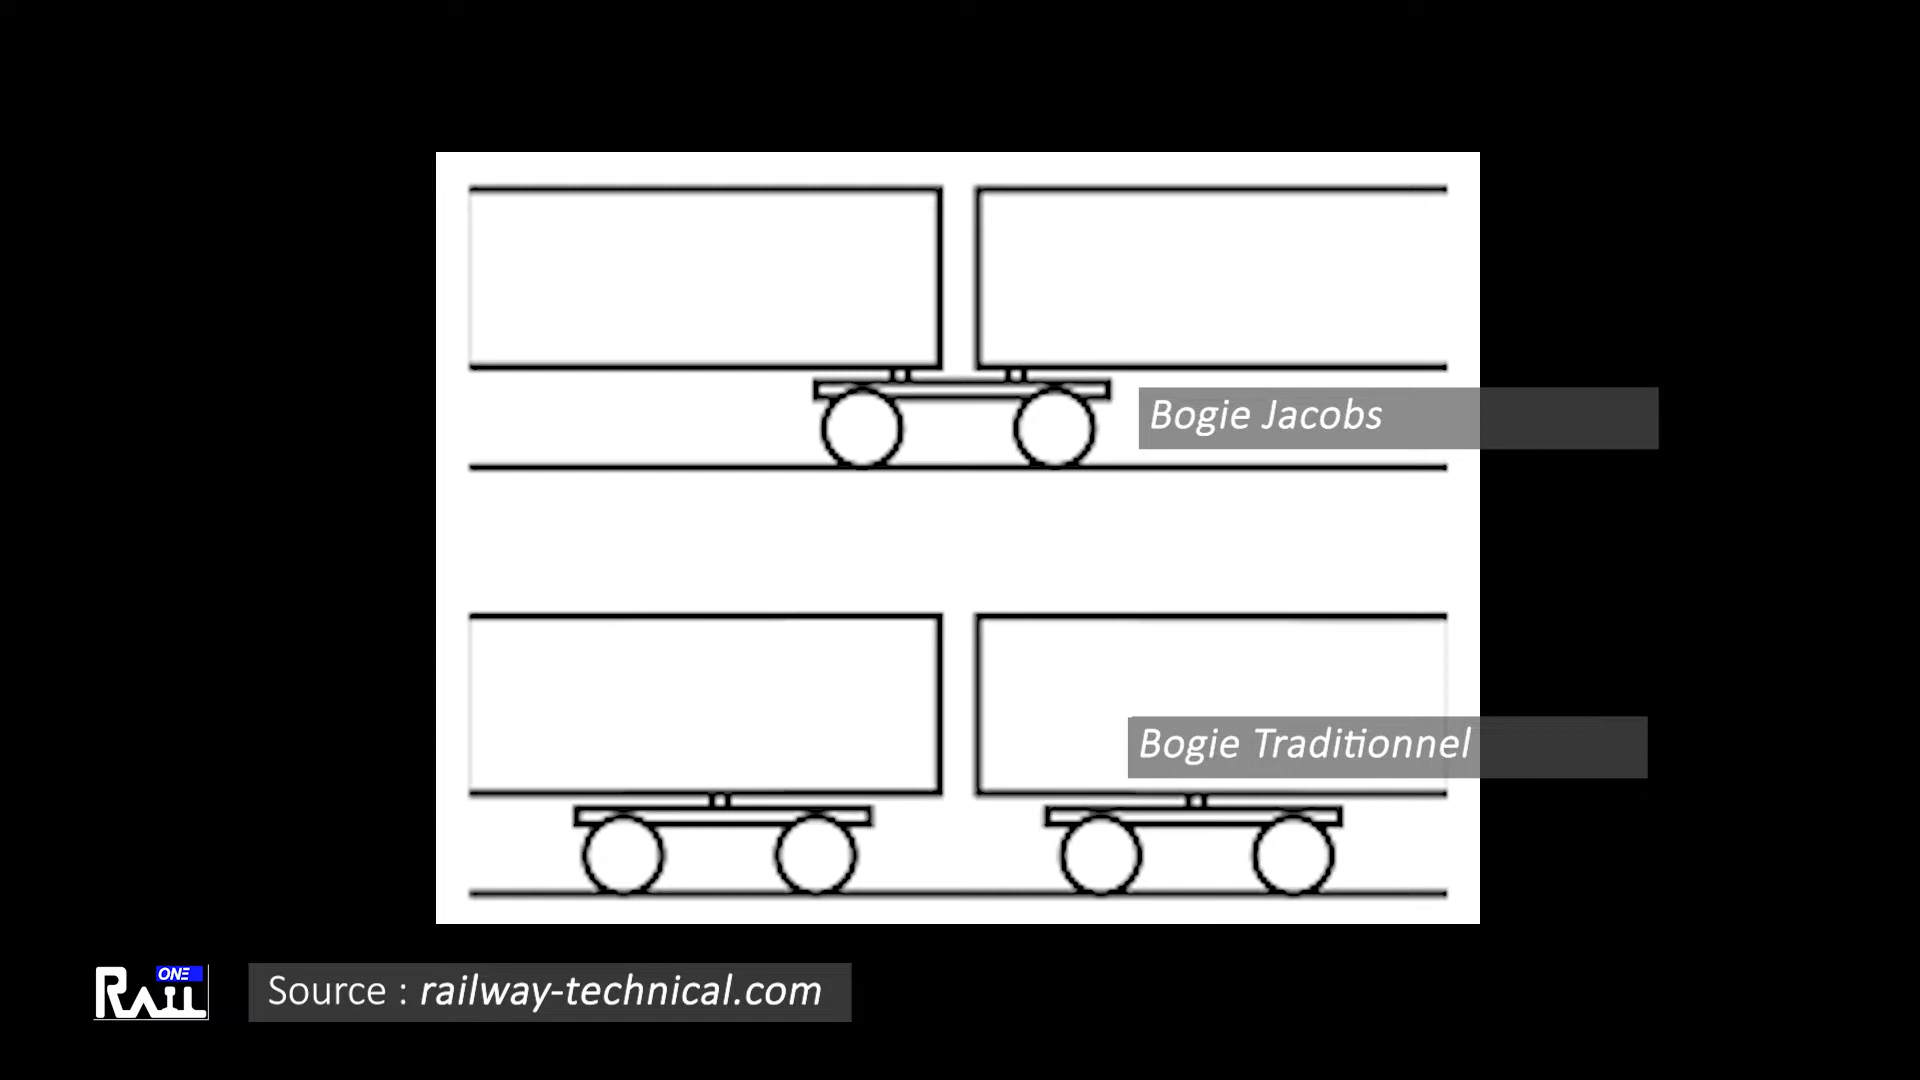 Bogie Jacobs
Bogie Traditionnel
ONE
RAIL
Source : railway-technical.com